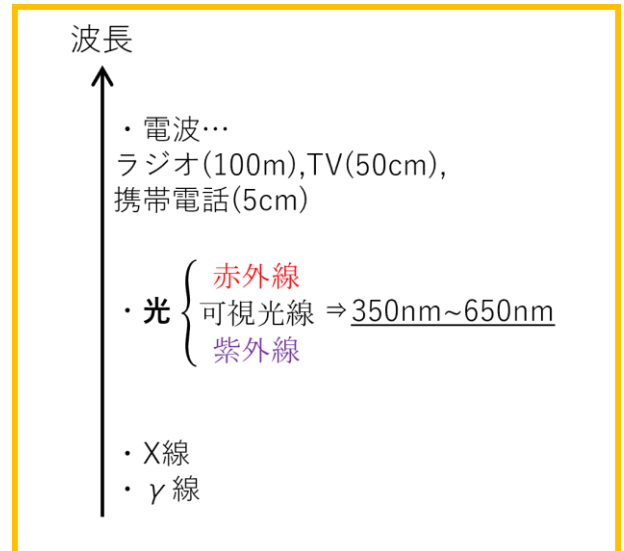 波長
・電波…
ラジオ(100m),TV(50cm),
携帯電話(5cm)
赤外線
・光 可視光線 ⇒350nm~650nm
紫外線
・X線
・γ線